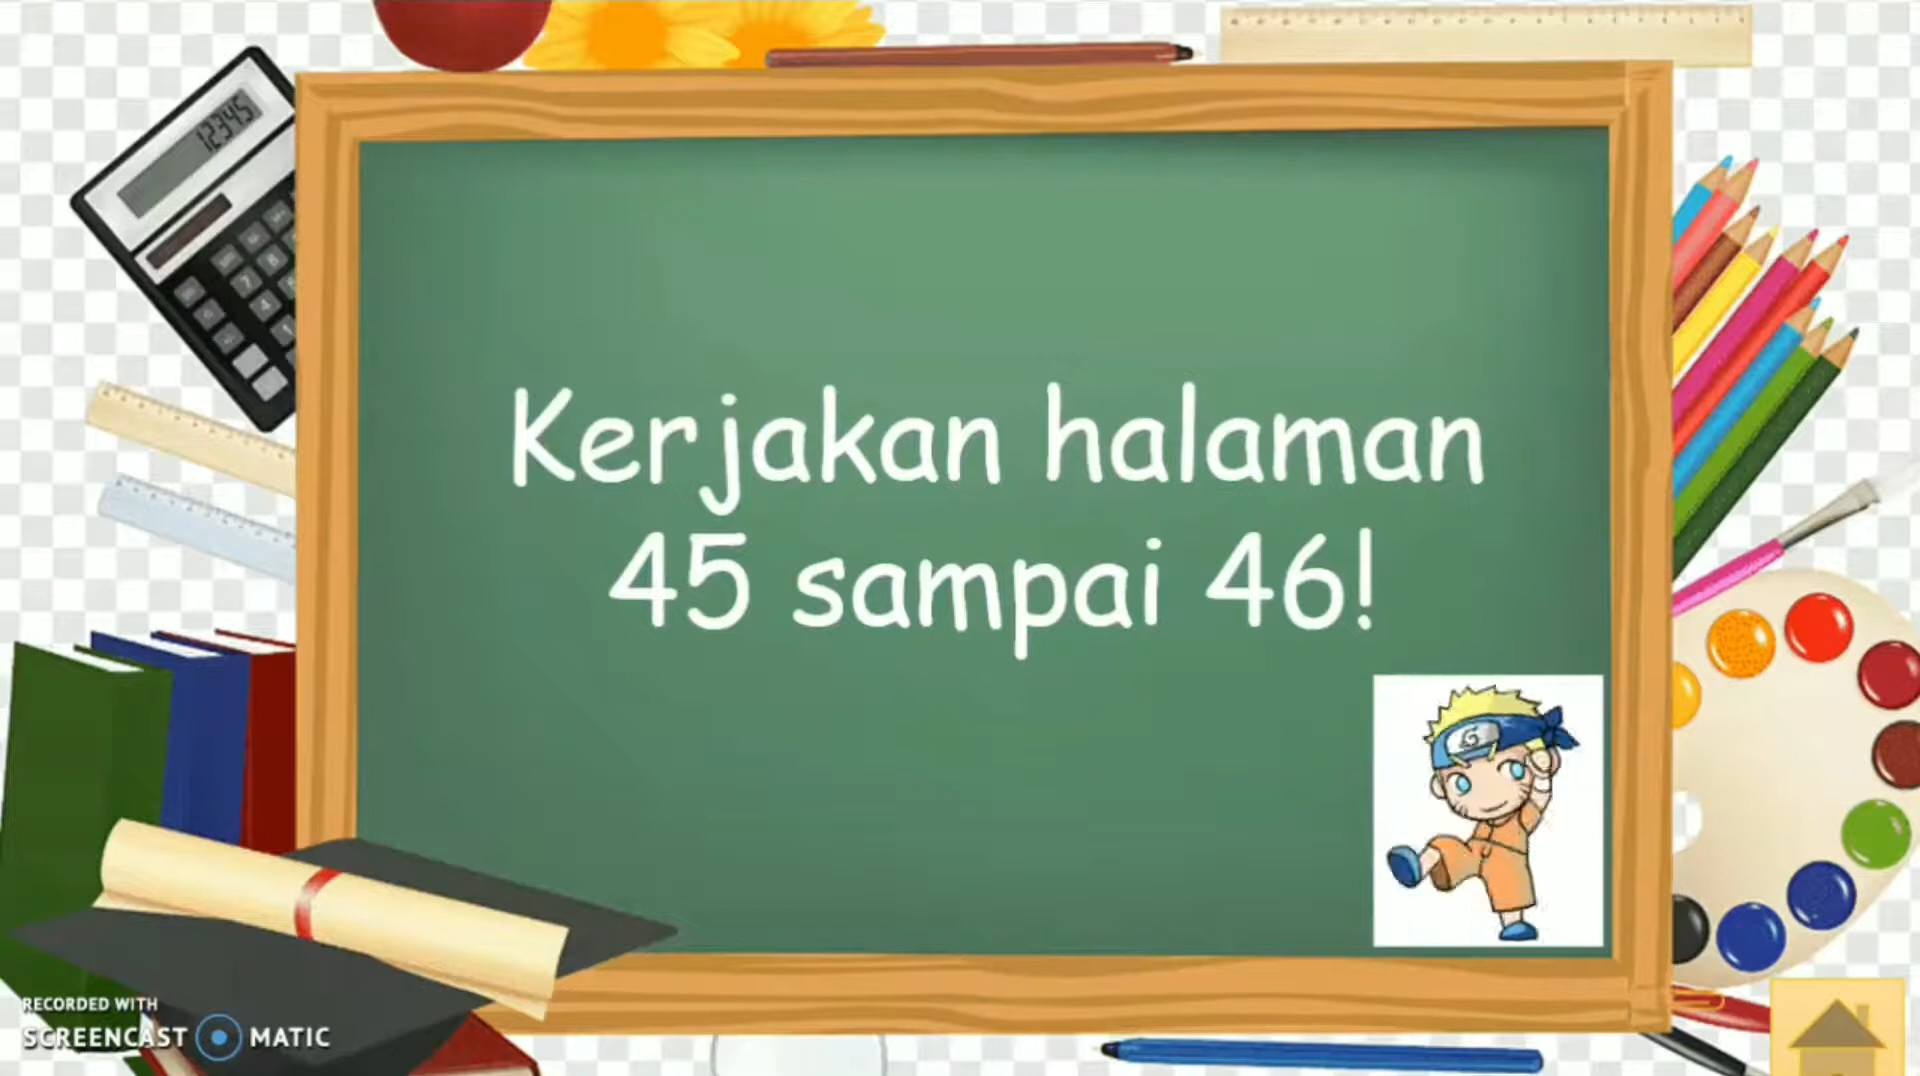 12345
Kerjakan halaman
45 sampai 46!
RECORDED WITH
SCREENCAST MATIC